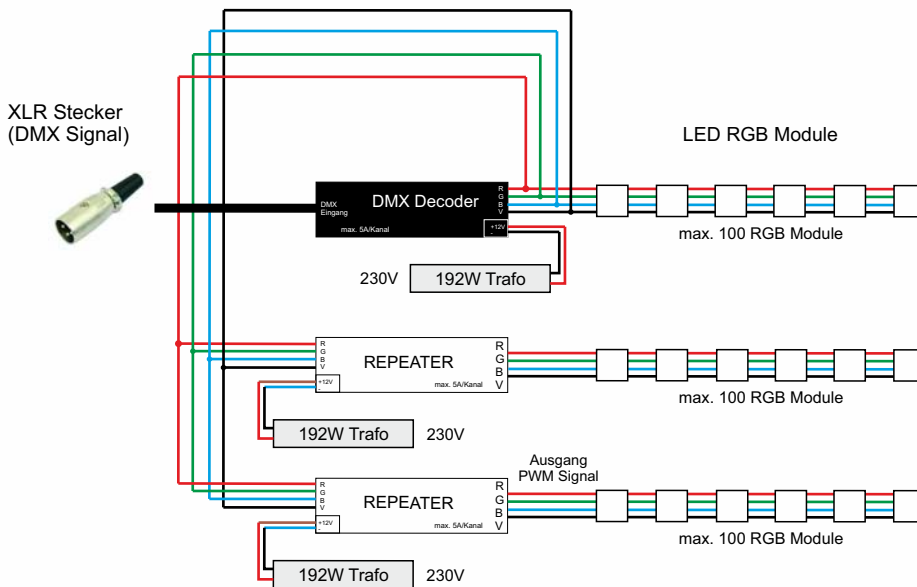 XLR Stecker
(DMX Signal)
LED RGB Module
DMX
Eingang
DMX Decoder
max. 5A/Kanal
R
G
B
V
+12V
-
max. 100 RGB Module
230V
192W Trafo
R
G
B
V
+12V
-
REPEATER
max. 5A/Kanal
R
G
B
V
max. 100 RGB Module
192W Trafo
230V
Ausgang
PWM Signal
R
G
B
V
+12V
-
REPEATER
max. 5A/Kanal
R
G
B
V
max. 100 RGB Module
192W Trafo
230V